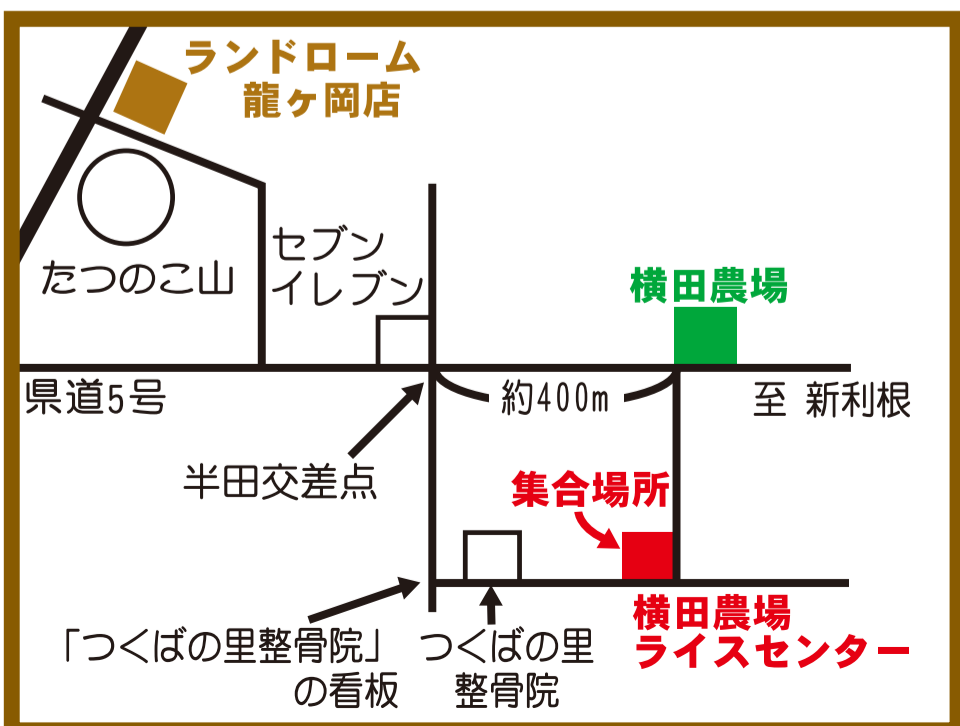 ランドローム
龍ヶ岡店
たつのこ山
セブン
イレブン
横田農場
県道5号
約400m
至 新利根
半田交差点
集合場所
横田農場
ライスセンター
「つくばの里整骨院」
の看板
つくばの里
整骨院